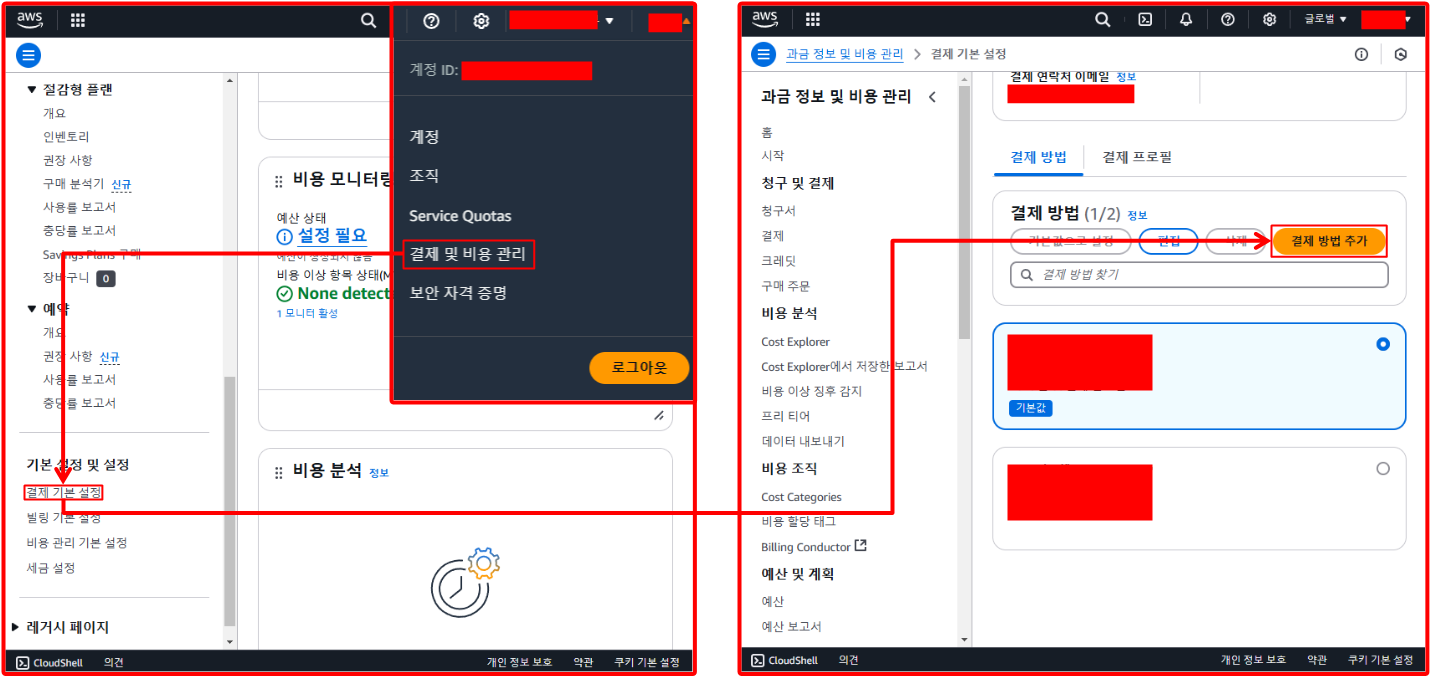 aws
계정 ID:
계정
조직
Service Quotas
결제 및 비용 관리
보안 자격 증명
로그아웃
절감형 플랜
개요
인벤토리
권장 사항
구매 분석기 신규
사용률 보고서
충당률 보고서
Savings Plans 구매
장바구니 0
예약
개요
권장 사항 신규
사용률 보고서
충당률 보고서
기본 설정 및 설정
결제 기본 설정
빌링 기본 설정
비용 관리 기본 설정
세금 설정
레거시 페이지
비용 모니터링
예산 상태
설정 필요
예산이 생성되지 않음
비용 이상 항목 상태(M
None detect
1 모니터 활성
비용 분석 정보
CloudShell 의견 개인 정보 보호 약관 쿠키 기본 설정
aws 글로벌
과금 정보 및 비용 관리 > 결제 기본 설정
과금 정보 및 비용 관리
홈
시작
청구 및 결제
청구서
결제
크레딧
구매 주문
비용 분석
Cost Explorer
Cost Explorer에서 저장한 보고서
비용 이상 징후 감지
프리 티어
데이터 내보내기
비용 조직
Cost Categories
비용 할당 태그
Billing Conductor
예산 및 계획
예산
예산 보고서
결제 연락처 이메일 정보
결제 방법 결제 프로필
결제 방법 (1/2) 정보
기본값으로 설정 편집 삭제 결제 방법 추가
결제 방법 찾기
기본값
CloudShell 의견 개인 정보 보호 약관 쿠키 기본 설정